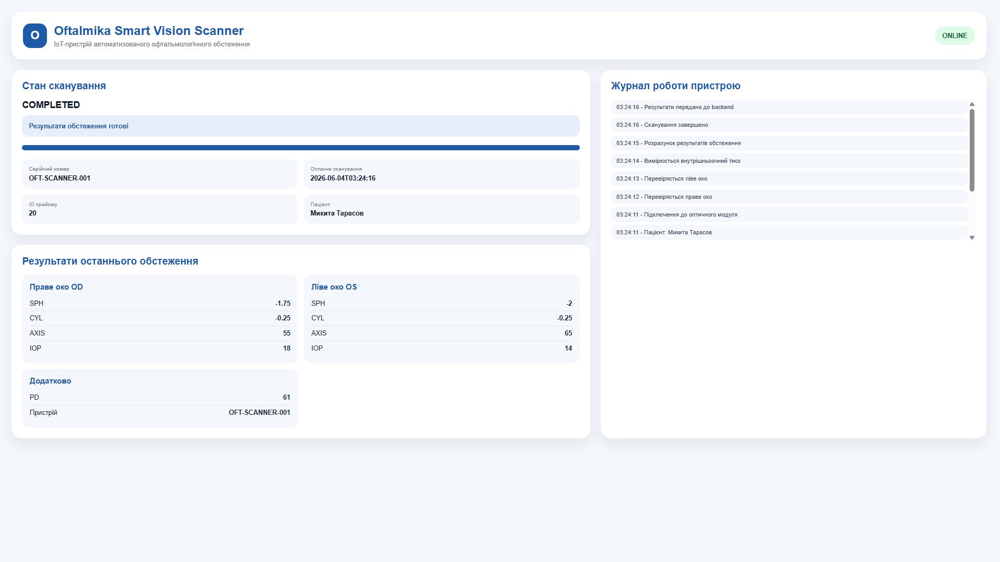 O
Oftalmika Smart Vision Scanner
IoT-пристрій автоматизованого офтальмологічного обстеження
ONLINE
Стан сканування
COMPLETED
Результати обстеження готові
Серійний номер
OFT-SCANNER-001
Останнє сканування
2026-06-04T03:24:16
ID прийому
20
Пацієнт
Микита Тарасов
Результати останнього обстеження
Праве око OD
SPH -1.75
CYL -0.25
AXIS 55
IOP 18
Ліве око OS
SPH -2
CYL -0.25
AXIS 65
IOP 14
Додатково
PD 61
Пристрій OFT-SCANNER-001
Журнал роботи пристрою
03:24:16 - Результати передано до backend
03:24:16 - Сканування завершено
03:24:15 - Розрахунок результатів обстеження
03:24:14 - Вимірюється внутрішньоочний тиск
03:24:13 - Перевіряється ліве око
03:24:12 - Перевіряється праве око
03:24:11 - Підключення до оптичного модуля
03:24:11 - Пацієнт: Микита Тарасов